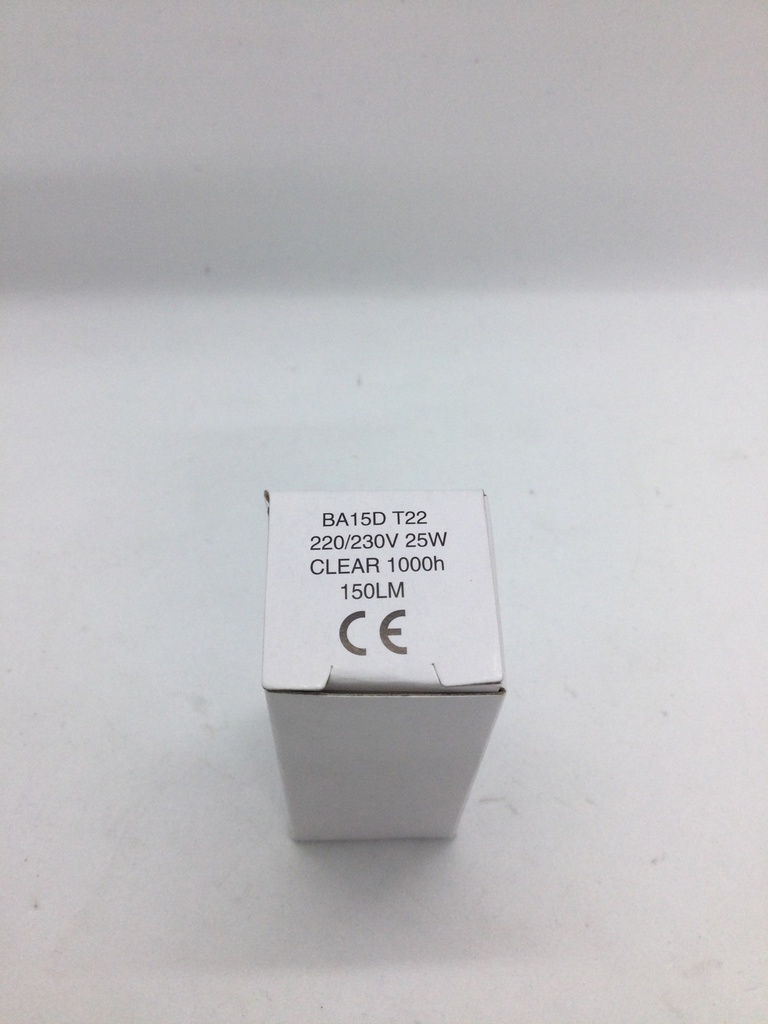 BA15D T22
220/230V 25W
CLEAR 1000h
150LM
CE